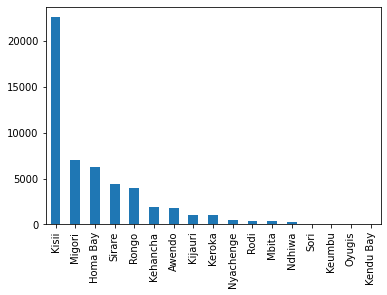 20000
15000
10000
5000
0
Kisii
Migori
Homa Bay
Sirare
Rongo
Kehancha
Awendo
Kijauri
Keroka
Nyachenge
Rodi
Mbita
Ndhiwa
Sori
Keumbu
Oyugis
Kendu Bay